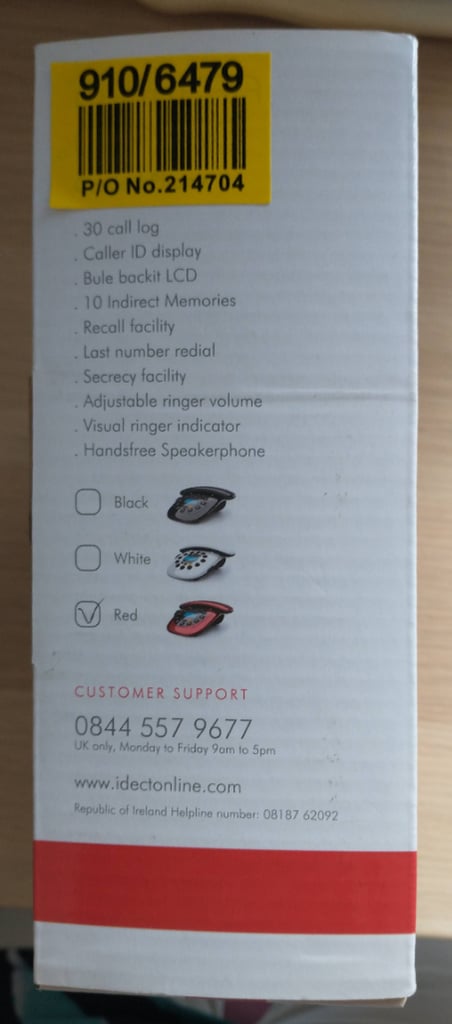 910/6479
P/O No.214704
. 30 call log
. Caller ID display
. Bule backit LCD
. 10 Indirect Memories
. Recall facility
. Last number redial
. Secrecy facility
. Adjustable ringer volume
. Visual ringer indicator
. Handsfree Speakerphone
Black
White
Red
CUSTOMER SUPPORT
0844 557 9677
UK only, Monday to Friday 9am to 5pm
www.idectonline.com
Republic of Ireland Helpline number: 08187 62092